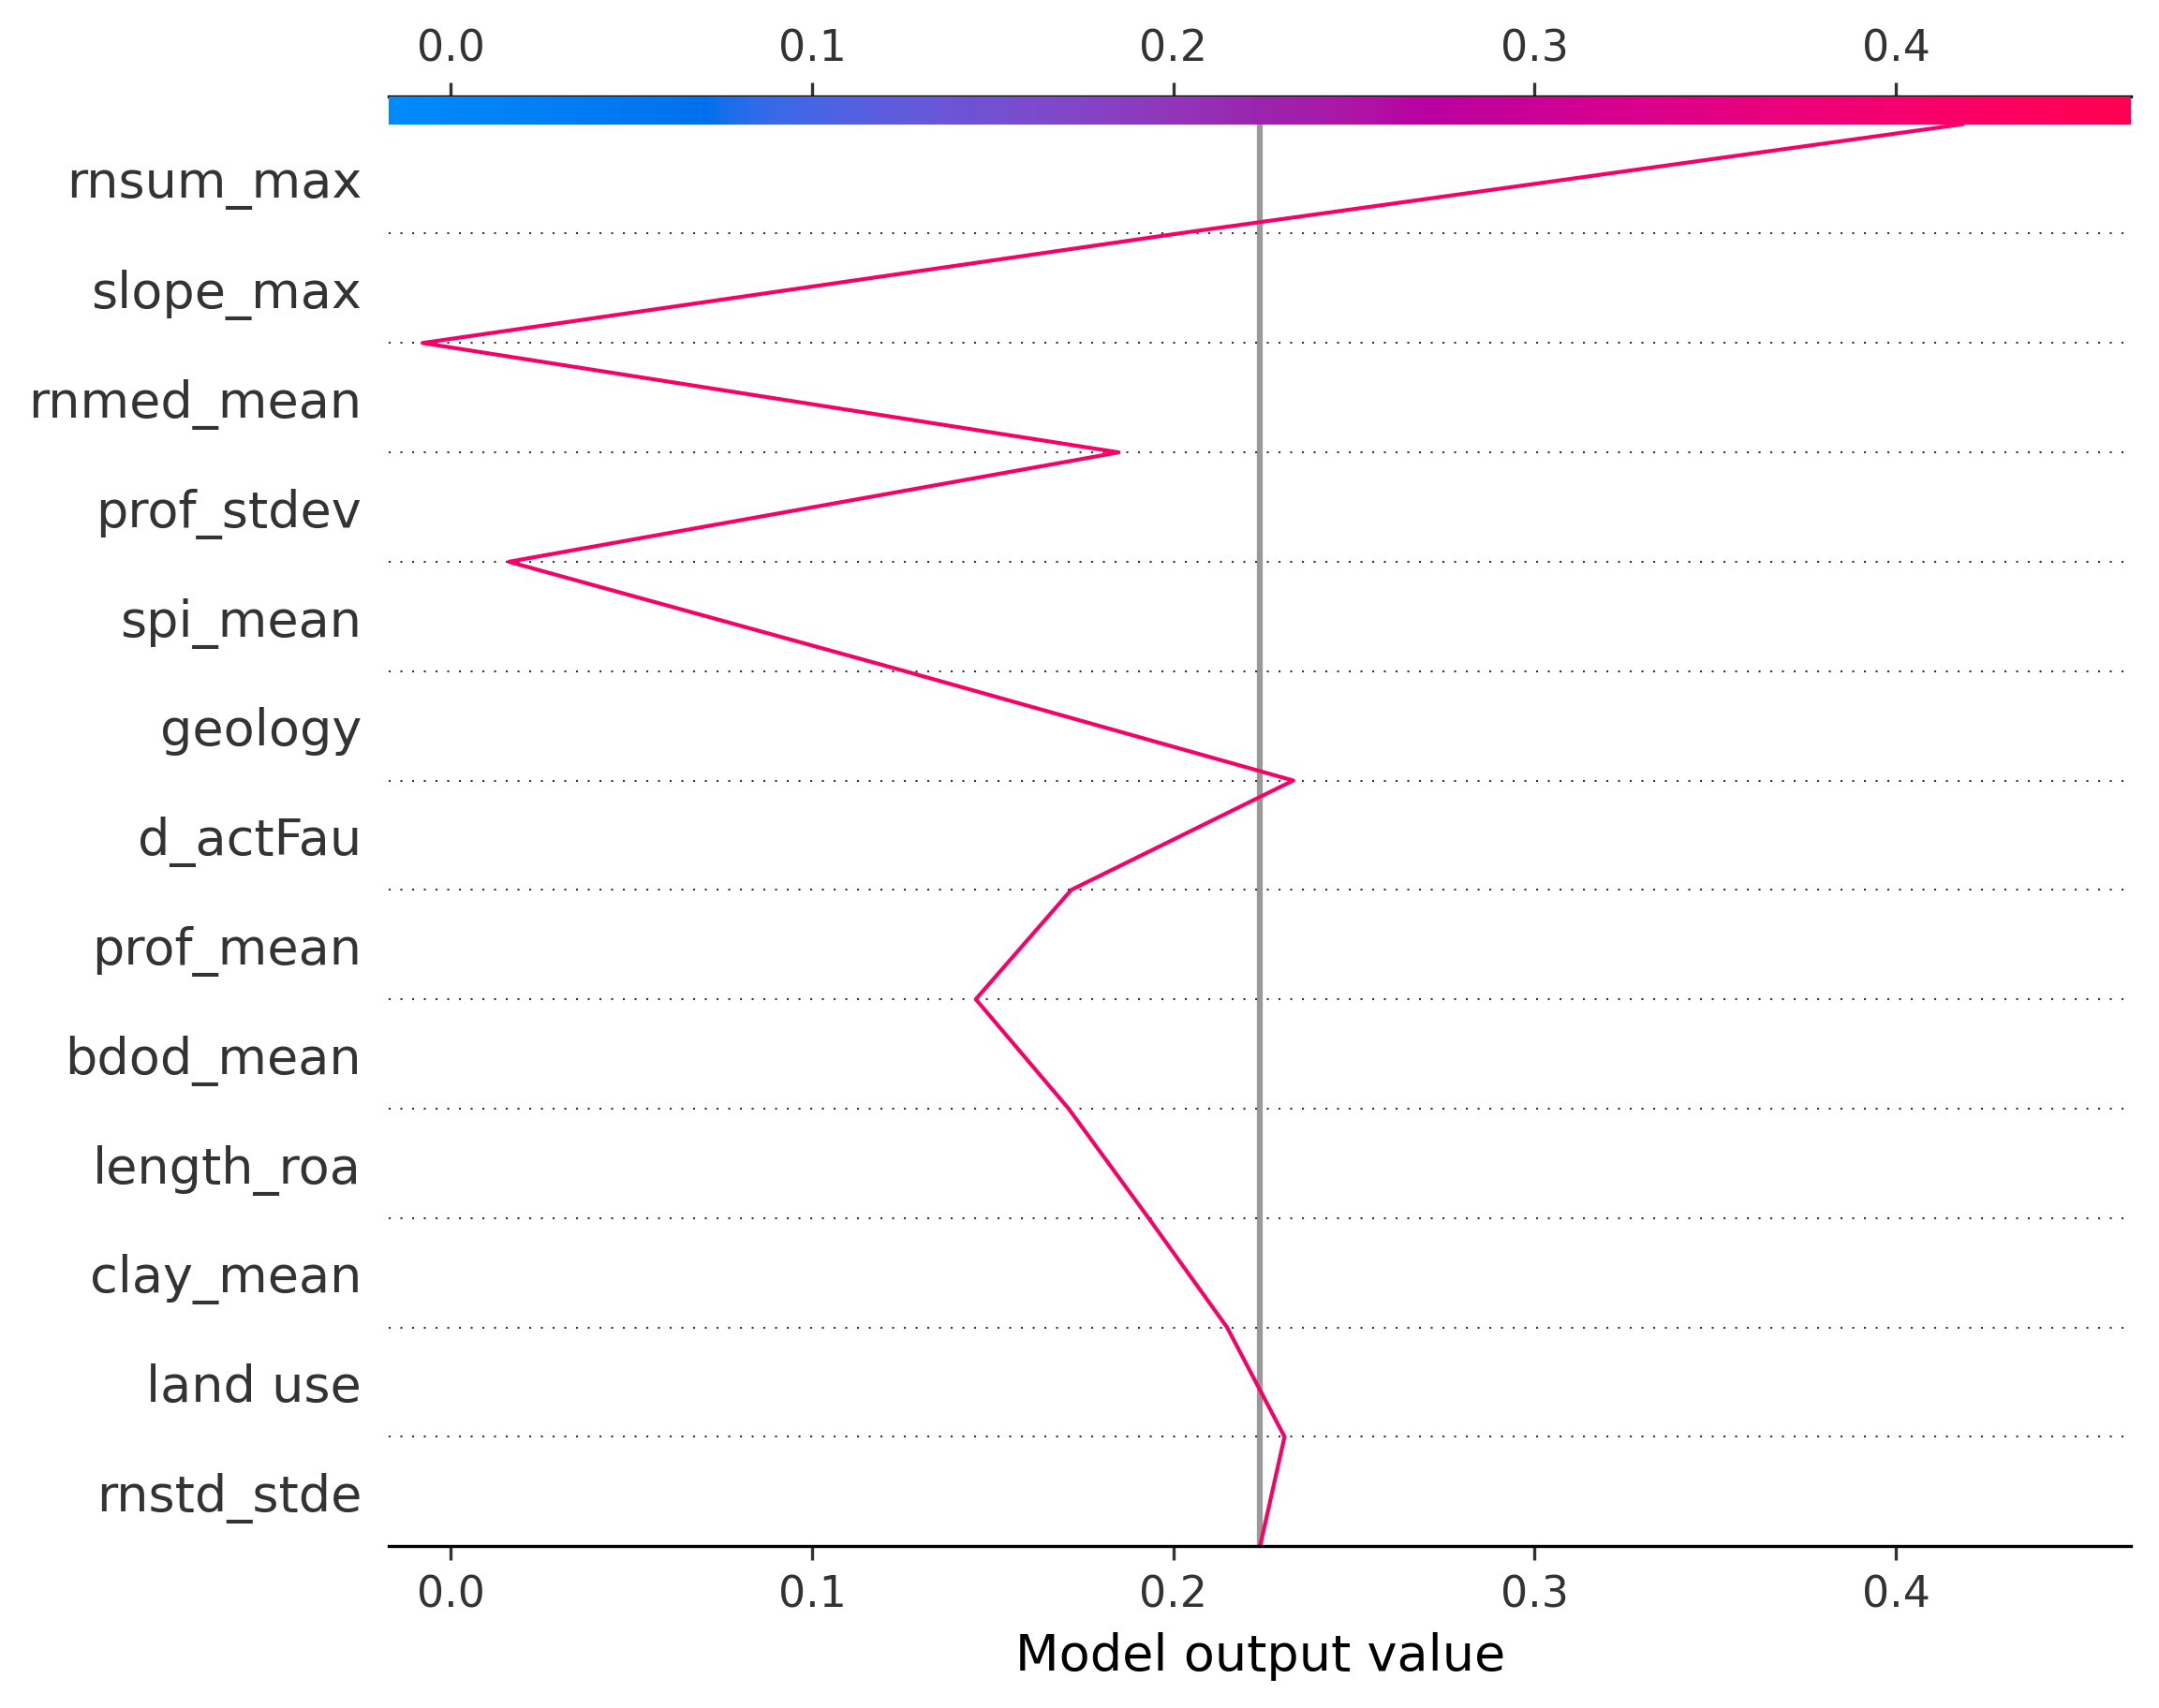 0.0 0.1 0.2 0.3 0.4
rnsum_max
slope_max
rnmed_mean
prof_stdev
spi_mean
geology
d_actFau
prof_mean
bdod_mean
length_roa
clay_mean
land use
rnstd_stde
0.0 0.1 0.2 0.3 0.4
Model output value